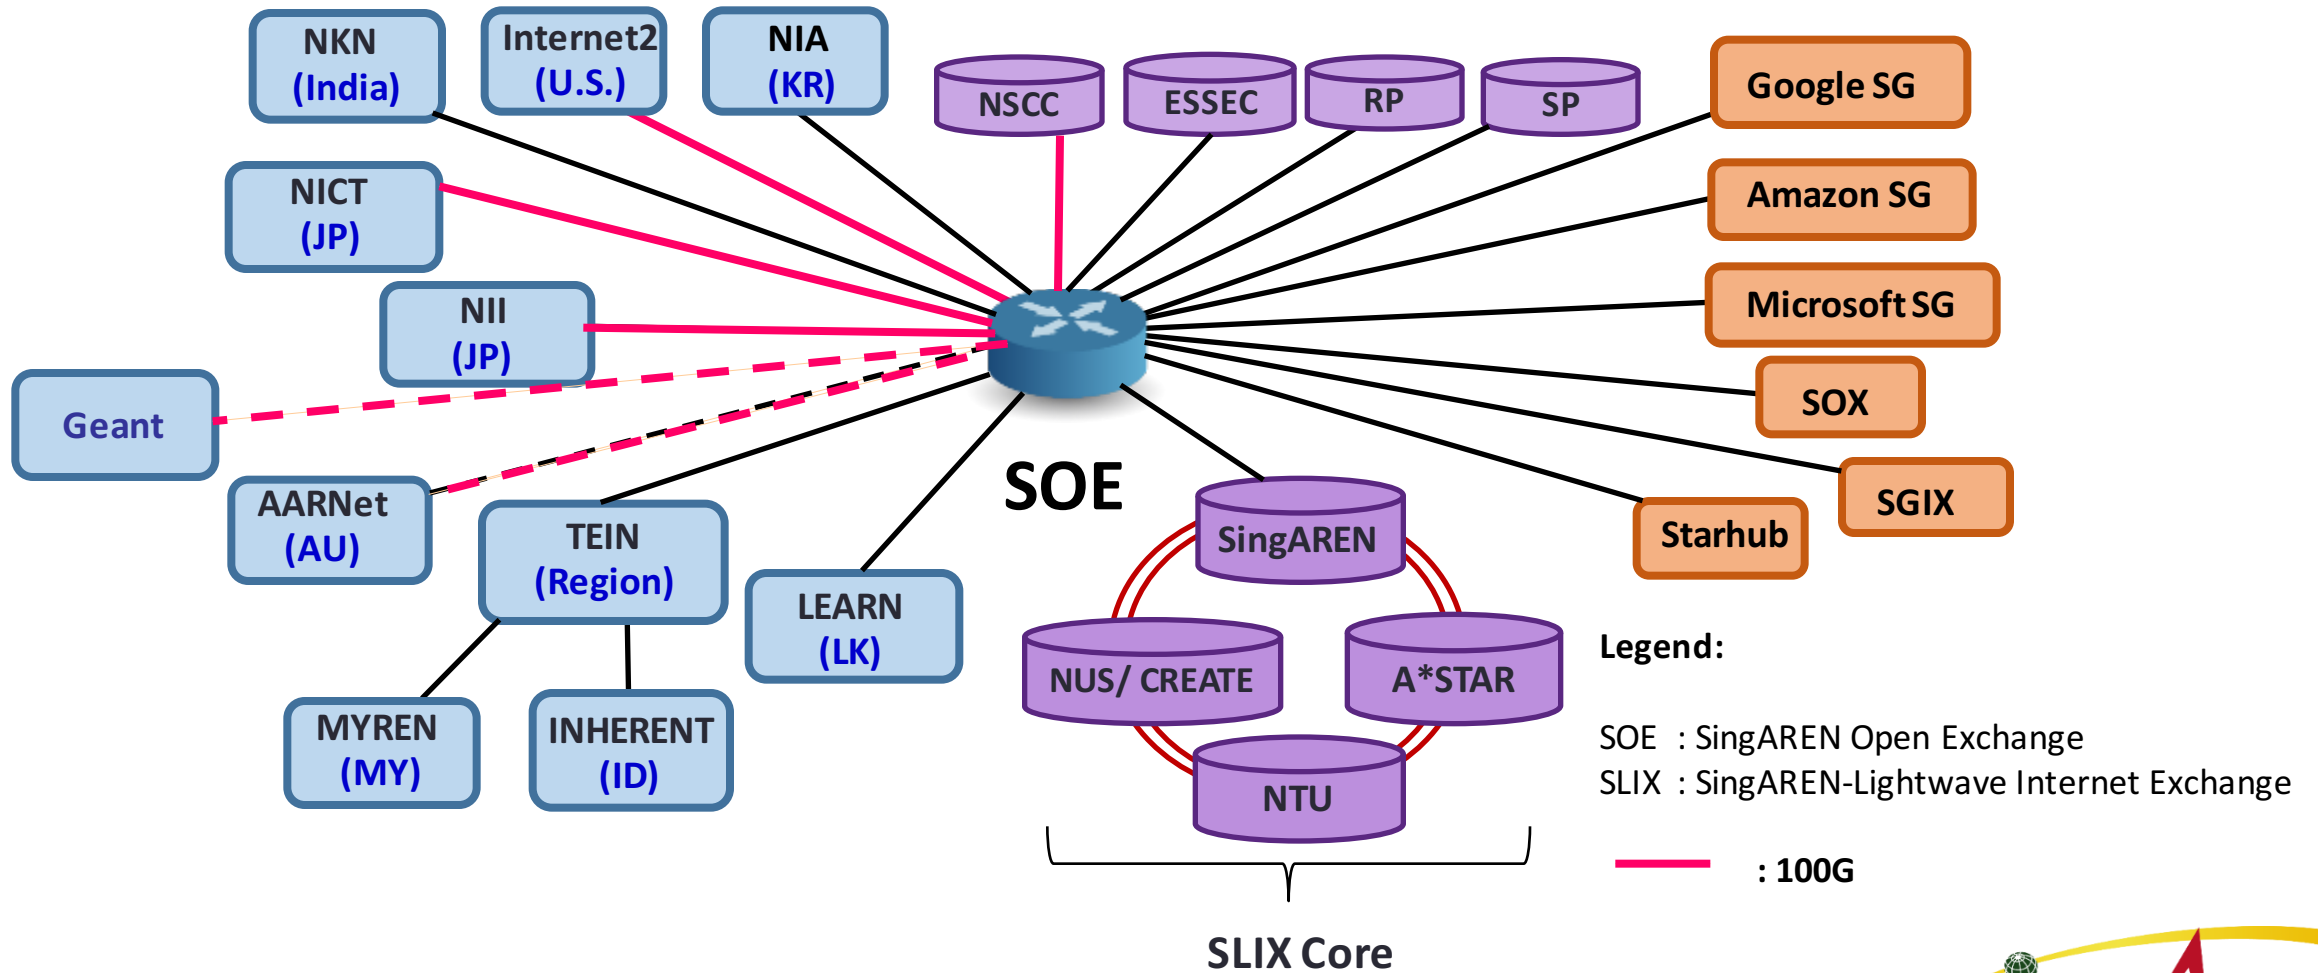 NKN
(India)
Internet2
(U.S.)
NIA
(KR)
NSCC
ESSEC
RP
SP
Google SG
NICT
(JP)
Amazon SG
NII
(JP)
Microsoft SG
Geant
SOX
AARNet
(AU)
SOE
SGIX
TEIN
(Region)
SingAREN
Starhub
LEARN
(LK)
NUS/ CREATE
A*STAR
Legend:
MYREN
(MY)
INHERENT
(ID)
NTU
SOE : SingAREN Open Exchange
SLIX : SingAREN-Lightwave Internet Exchange
: 100G
SLIX Core